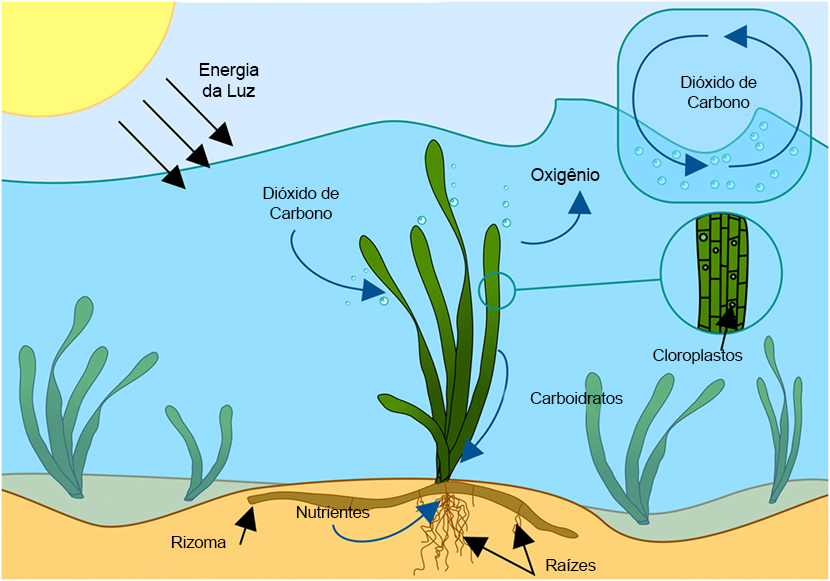 Energia
da Luz
Dióxido de
Carbono
Oxigênio
Dióxido de
Carbono
Cloroplastos
Carboidratos
Nutrientes
Rizoma
Raízes